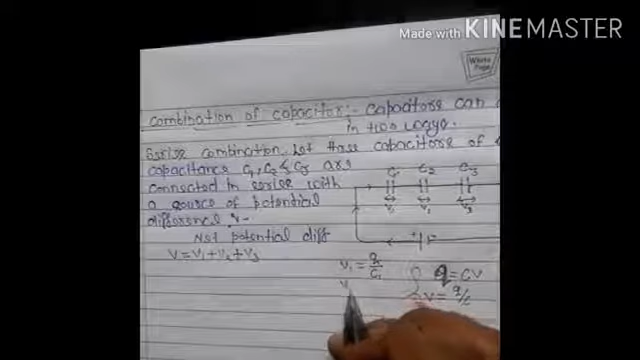 Made with KINEMASTER
White Page
Combination of capacitor:- Capacitors can
in two ways.
Series combination. Let three capacitors of
capacitance C₁, C₂ & C₃ are
connected in series with
a source of potential
difference V-
Net potential diff
V=V₁+V₂+V₃
C₁ C₂ C₃
V₁ V₂ V₃
+ -
V₁ = q/C₁
q = CV
V = q/C
V